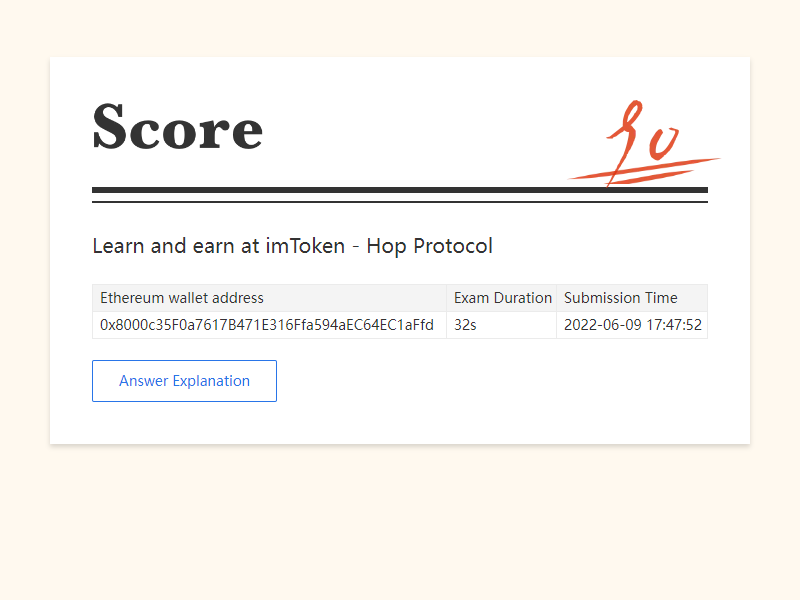 Score
90
Learn and earn at imToken - Hop Protocol
Ethereum wallet address Exam Duration Submission Time
0x8000c35F0a7617B471E316Ffa594aEC64EC1aFfd 32s 2022-06-09 17:47:52
Answer Explanation